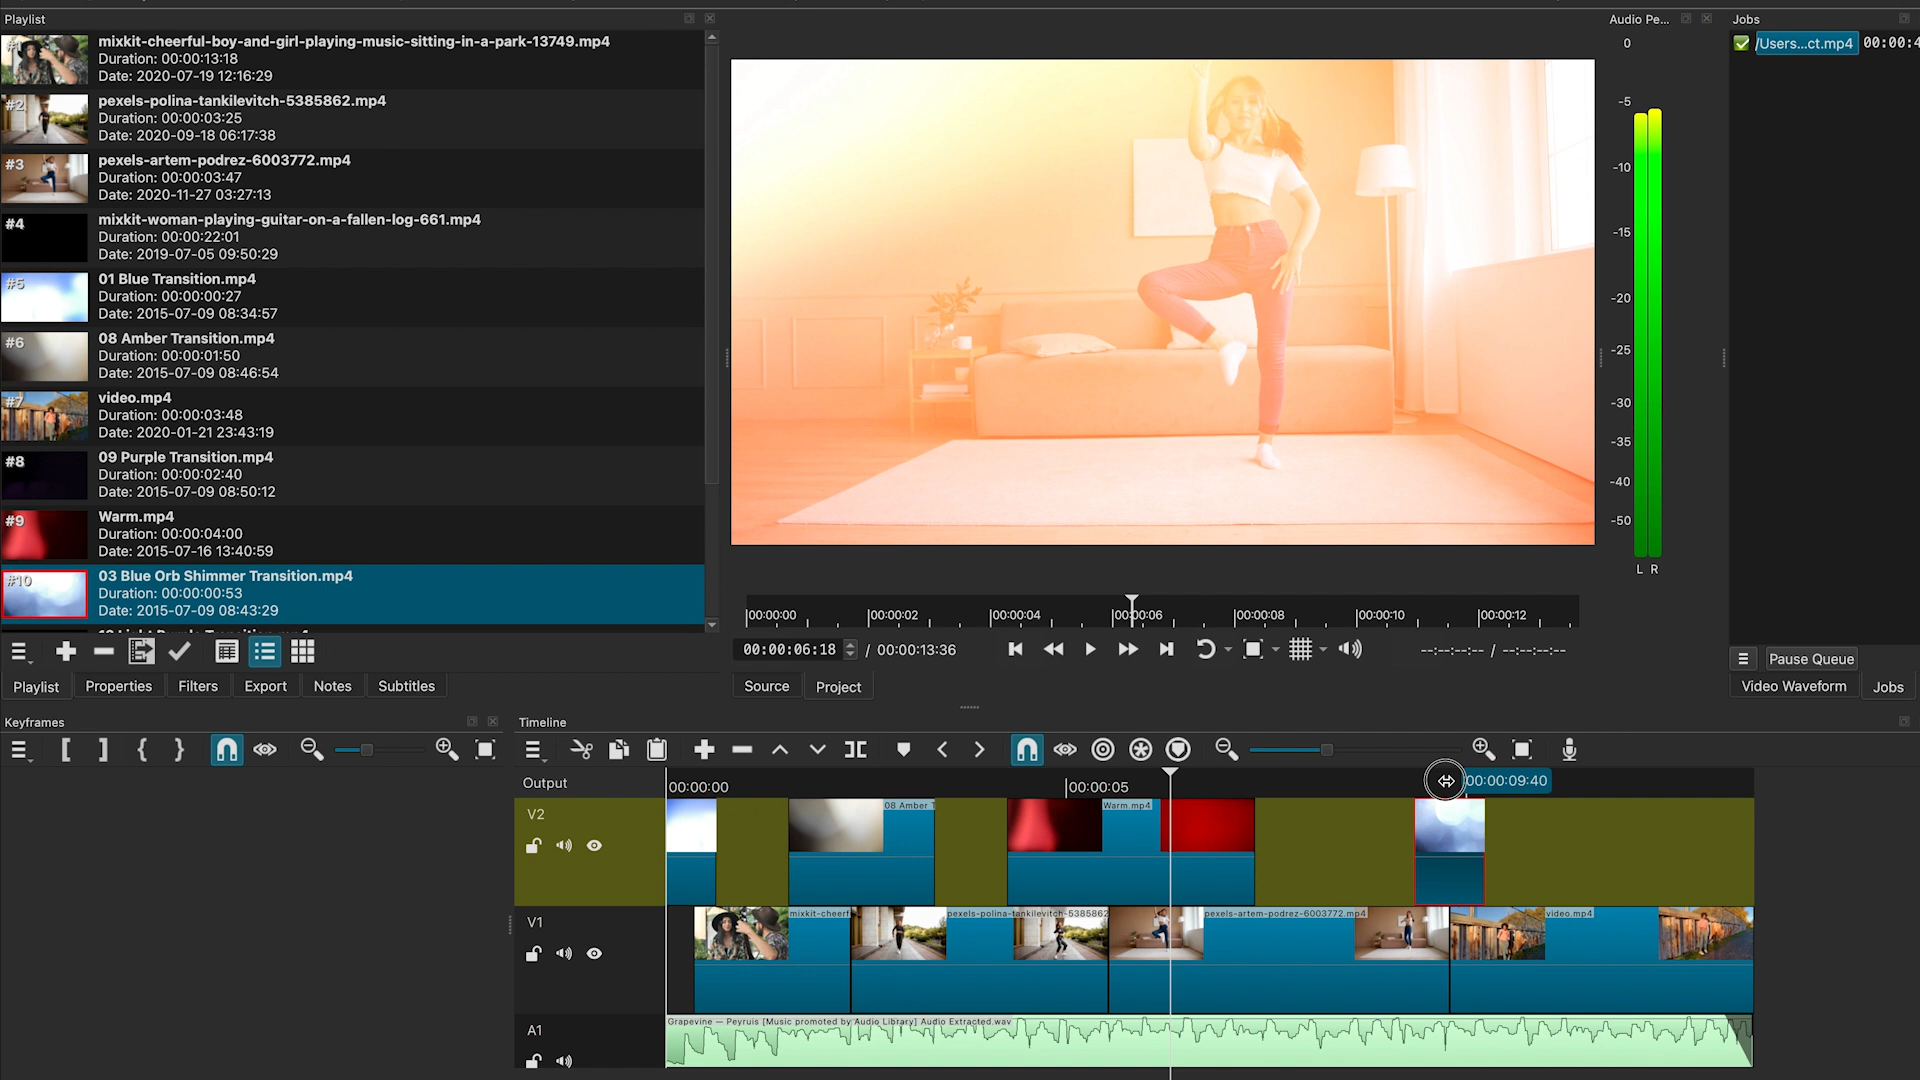 Playlist
#1
mixkit-cheerful-boy-and-girl-playing-music-sitting-in-a-park-13749.mp4
Duration: 00:00:13:18
Date: 2020-07-19 12:16:29
#2
pexels-polina-tankilevitch-5385862.mp4
Duration: 00:00:03:25
Date: 2020-09-18 06:17:38
#3
pexels-artem-podrez-6003772.mp4
Duration: 00:00:03:47
Date: 2020-11-27 03:27:13
#4
mixkit-woman-playing-guitar-on-a-fallen-log-661.mp4
Duration: 00:00:22:01
Date: 2019-07-05 09:50:29
#5
01 Blue Transition.mp4
Duration: 00:00:00:27
Date: 2015-07-09 08:34:57
#6
08 Amber Transition.mp4
Duration: 00:00:01:50
Date: 2015-07-09 08:46:54
#7
video.mp4
Duration: 00:00:03:48
Date: 2020-01-21 23:43:19
#8
09 Purple Transition.mp4
Duration: 00:00:02:40
Date: 2015-07-09 08:50:12
#9
Warm.mp4
Duration: 00:00:04:00
Date: 2015-07-16 13:40:59
#10
03 Blue Orb Shimmer Transition.mp4
Duration: 00:00:00:53
Date: 2015-07-09 08:43:29
Playlist Properties Filters Export Notes Subtitles
00:00:00 00:00:02 00:00:04 00:00:06 00:00:08 00:00:10 00:00:12
00:00:06:18 / 00:00:13:36
--:--:--:-- / --:--:--:--
Source Project
Audio Pe...
0
-5
-10
-15
-20
-25
-30
-35
-40
-50
L R
Jobs
/Users...ct.mp4 00:00:4
Pause Queue
Video Waveform Jobs
Keyframes
Timeline
Output
00:00:00 00:00:05 00:00:09:40
V2
08 Amber T
Warm.mp4
V1
mixkit-cheerf
pexels-polina-tankilevitch-5385862
pexels-artem-podrez-6003772.mp4
video.mp4
A1
Grapevine — Peyruis [Music promoted by Audio Library] Audio Extracted.wav